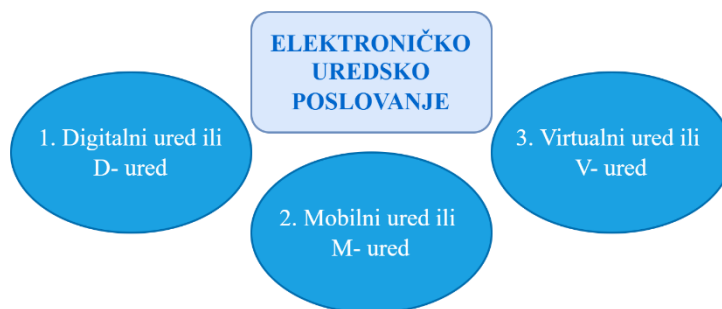 ELEKTRONIČKO
UREDSKO
POSLOVANJE
1. Digitalni ured ili
D- ured
2. Mobilni ured ili
M- ured
3. Virtualni ured ili
V- ured